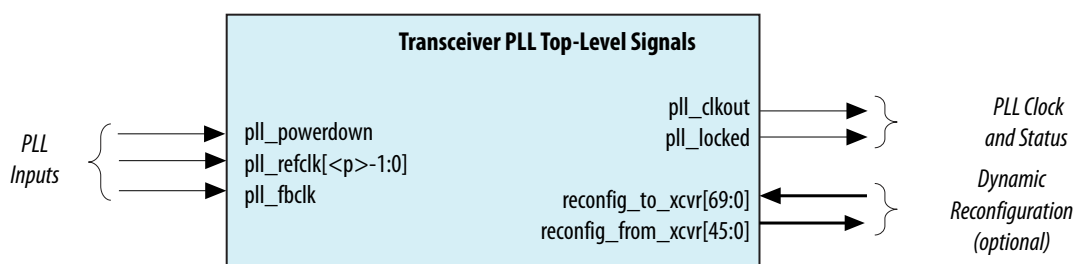 Transceiver PLL Top-Level Signals
PLL
Inputs
pll_powerdown
pll_refclk[<p>-1:0]
pll_fbclk
pll_clkout
pll_locked
PLL Clock
and Status
reconfig_to_xcvr[69:0]
reconfig_from_xcvr[45:0]
Dynamic
Reconfiguration
(optional)